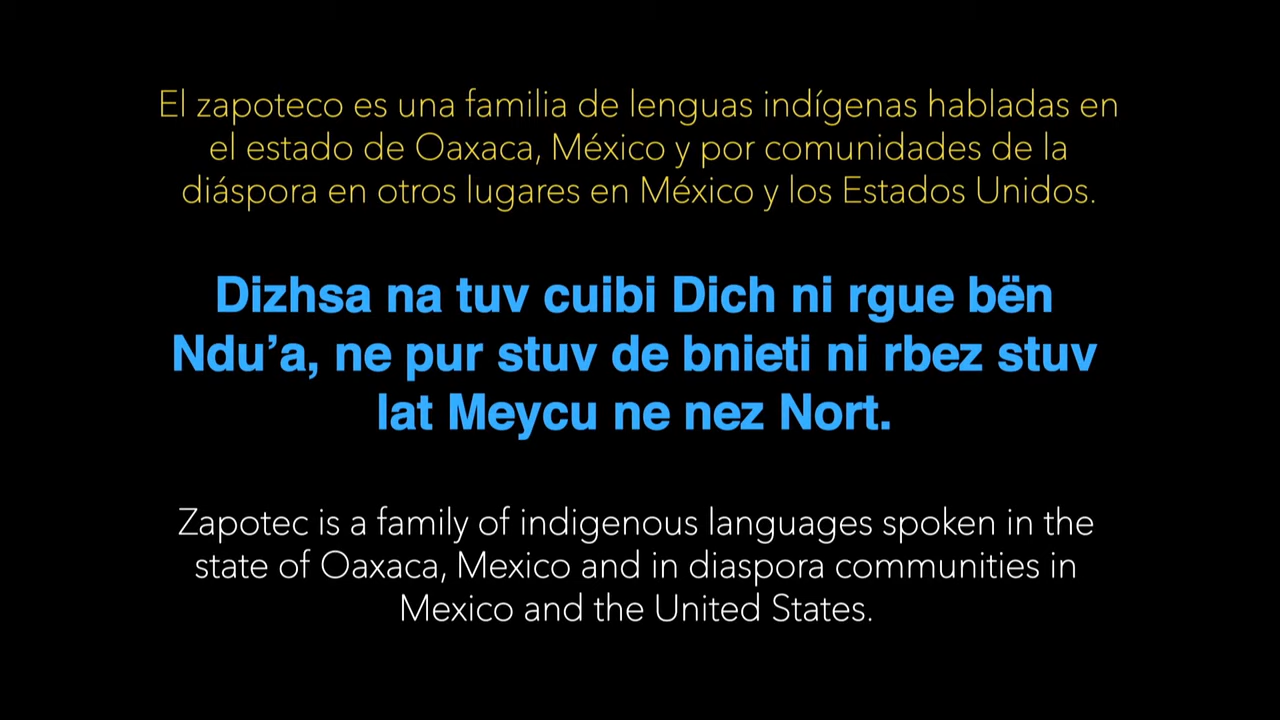 El zapoteco es una familia de lenguas indígenas habladas en
el estado de Oaxaca, México y por comunidades de la
diáspora en otros lugares en México y los Estados Unidos.
Dizhsa na tuv cuibi Dich ni rgue bën
Ndu’a, ne pur stuv de bnieti ni rbez stuv
lat Meycu ne nez Nort.
Zapotec is a family of indigenous languages spoken in the
state of Oaxaca, Mexico and in diaspora communities in
Mexico and the United States.